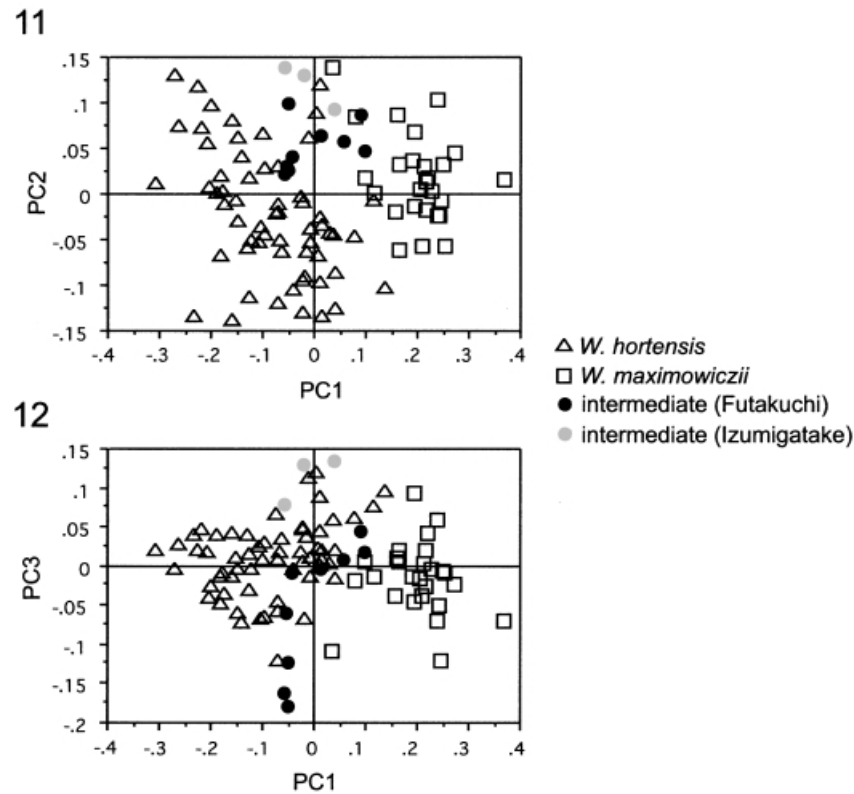 11
.15
.1
.05
0
-.05
-.1
-.15
PC2
-.4 -.3 -.2 -.1 0 .1 .2 .3 .4
PC1
△ W. hortensis
□ W. maximowiczii
● intermediate (Futakuchi)
● intermediate (Izumigatake)
12
.15
.1
.05
0
-.05
-.1
-.15
-.2
PC3
-.4 -.3 -.2 -.1 0 .1 .2 .3 .4
PC1